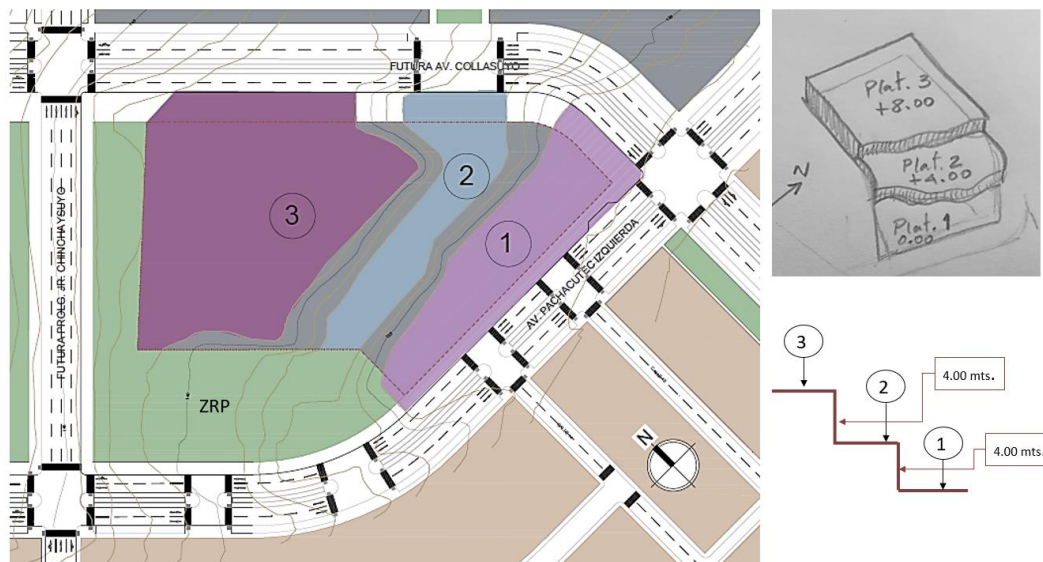 FUTURA AV. COLLASUYO
2
3
1
FUTURA PROLG. JR. CHINCHAYSUYO
AV. PACHACUTEC IZQUIERDA
ZRP
N
Plat. 3
+8.00
Plat. 2
+4.00
Plat. 1
0.00
N
3
4.00 mts.
2
1
4.00 mts.